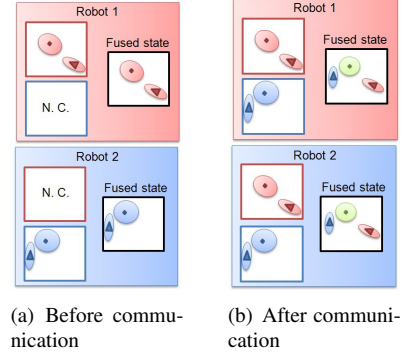 Robot 1
Fused state
N. C.
Robot 2
N. C.
Fused state
(a) Before commu-
nication
Robot 1
Fused state
Robot 2
Fused state
(b) After communi-
cation